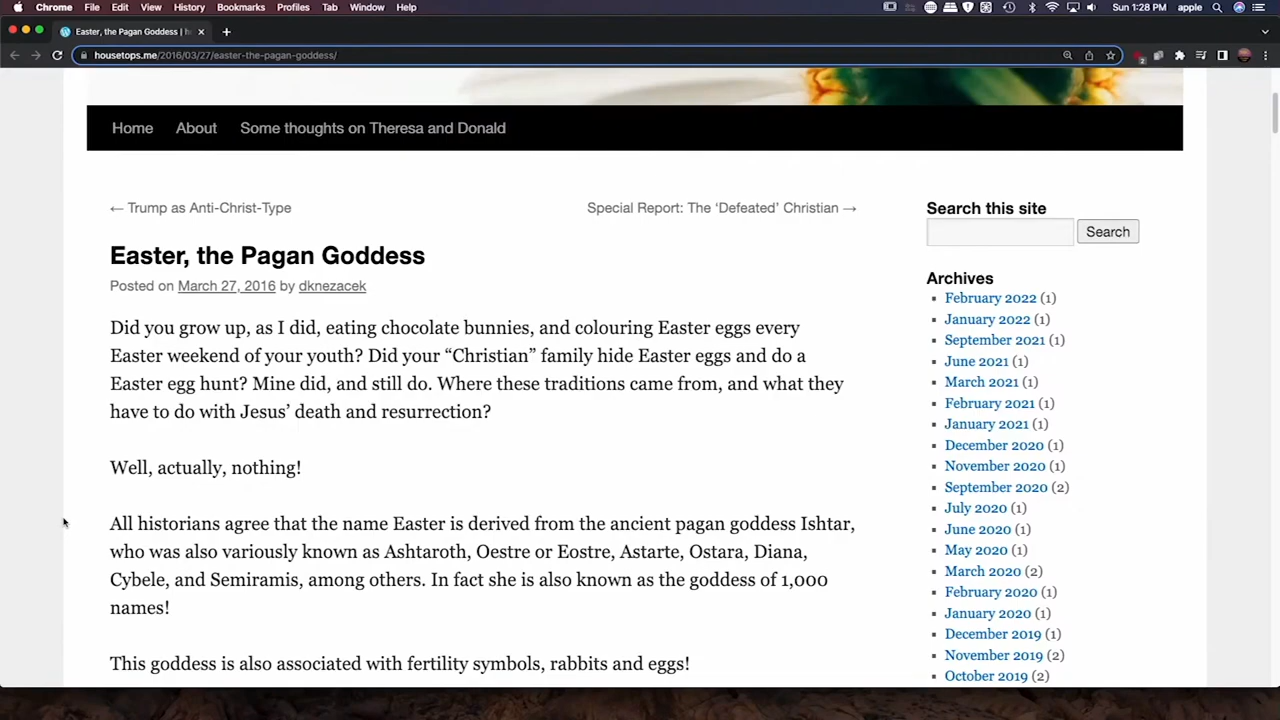 Chrome File Edit View History Bookmarks Profiles Tab Window Help Sun 1:28 PM apple
Easter, the Pagan Goddess |
housetops.me/2016/03/27/easter-the-pagan-goddess/
Home About Some thoughts on Theresa and Donald
← Trump as Anti-Christ-Type
Special Report: The ‘Defeated’ Christian →
Easter, the Pagan Goddess
Posted on March 27, 2016 by dknezacek
Did you grow up, as I did, eating chocolate bunnies, and colouring Easter eggs every
Easter weekend of your youth? Did your “Christian” family hide Easter eggs and do a
Easter egg hunt? Mine did, and still do. Where these traditions came from, and what they
have to do with Jesus’ death and resurrection?
Well, actually, nothing!
All historians agree that the name Easter is derived from the ancient pagan goddess Ishtar,
who was also variously known as Ashtaroth, Oestre or Eostre, Astarte, Ostara, Diana,
Cybele, and Semiramis, among others. In fact she is also known as the goddess of 1,000
names!
This goddess is also associated with fertility symbols, rabbits and eggs!
Search this site
Search
Archives
February 2022 (1)
January 2022 (1)
September 2021 (1)
June 2021 (1)
March 2021 (1)
February 2021 (1)
January 2021 (1)
December 2020 (1)
November 2020 (1)
September 2020 (2)
July 2020 (1)
June 2020 (1)
May 2020 (1)
March 2020 (2)
February 2020 (1)
January 2020 (1)
December 2019 (1)
November 2019 (2)
October 2019 (2)